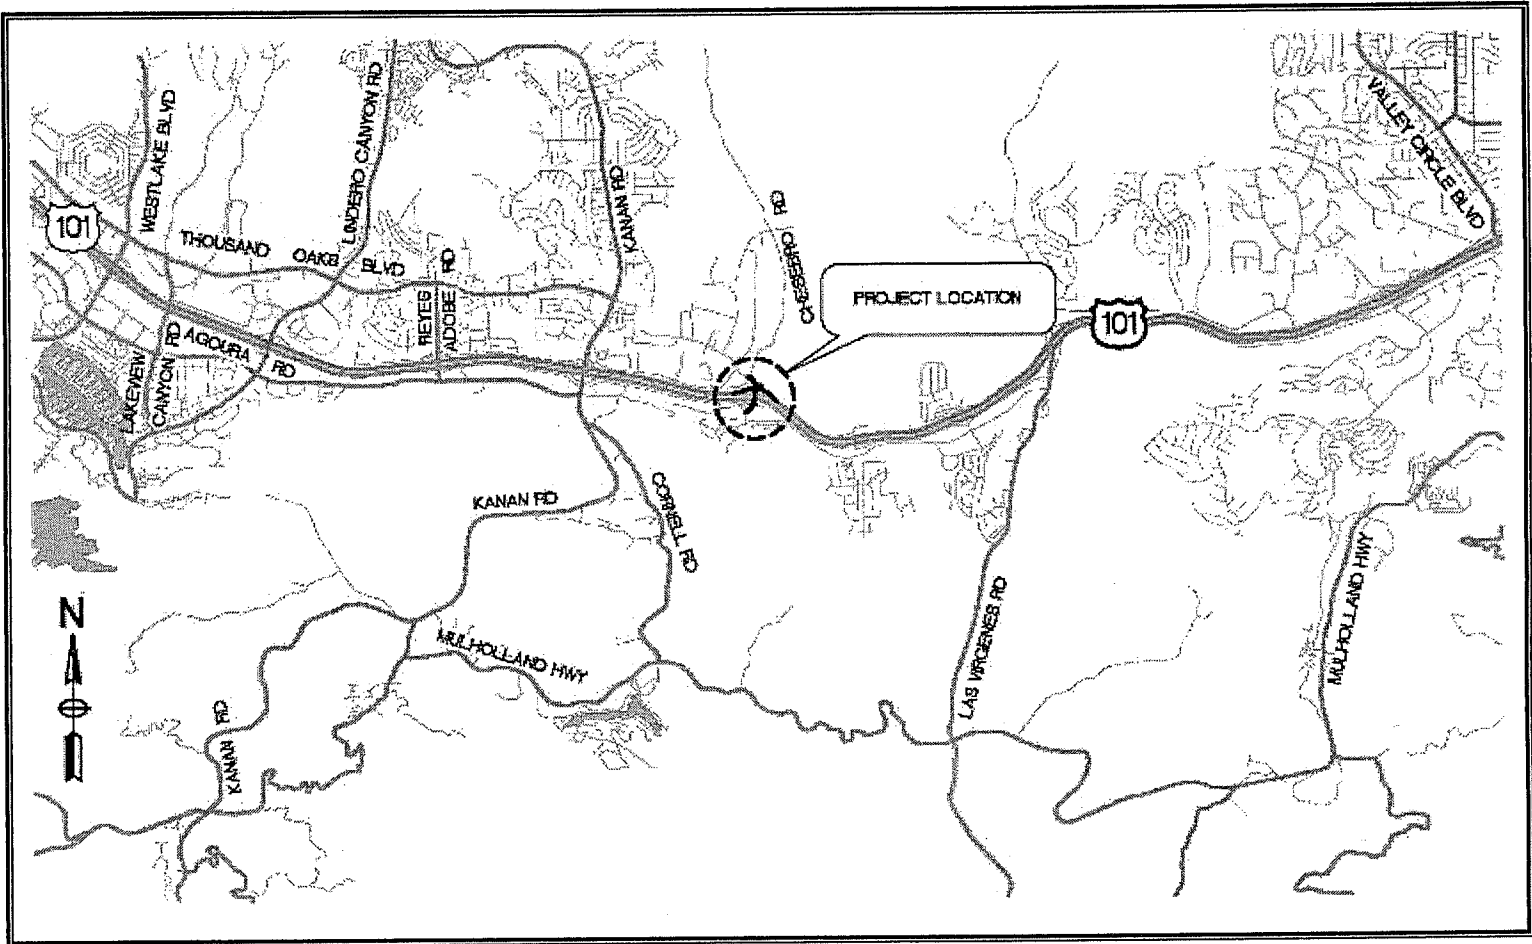 VALLEY CIRCLE BLVD
WESTLAKE BLVD
LINDERO CANYON RD
KANAN RD
CHESEBRO RD
101
THOUSAND OAKS BLVD
REYES
ADOBE RD
PROJECT LOCATION
101
LAKEVIEW
CANYON RD
AGOURA RD
KANAN RD
CORNELL RD
MULHOLLAND HWY
N
LAS VIRGENES RD
MULHOLLAND HWY
KANAN RD